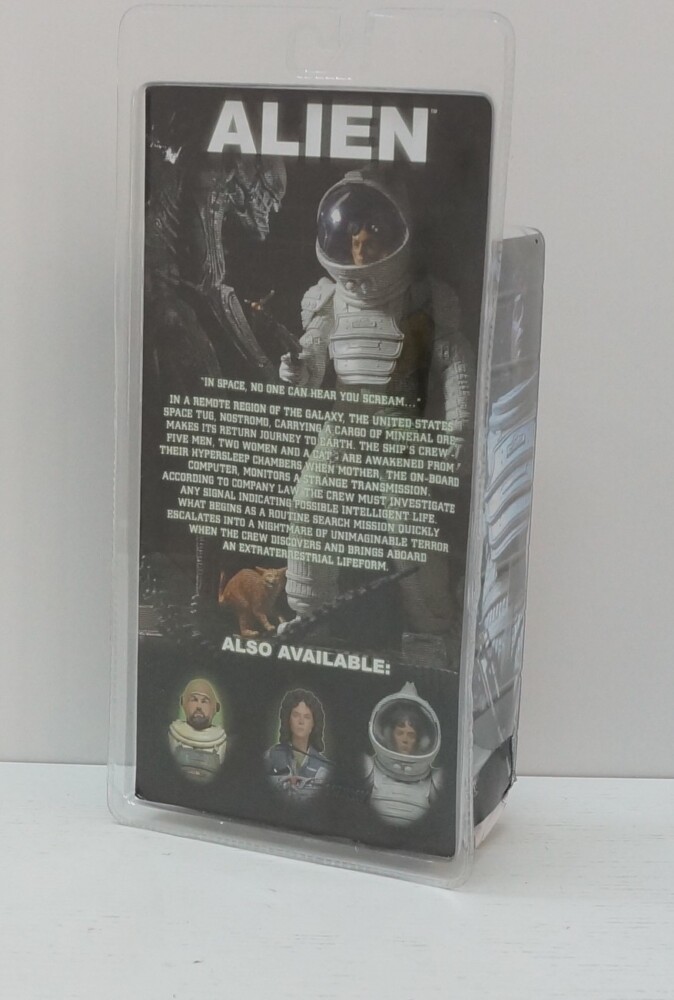 ALIEN™
"IN SPACE, NO ONE CAN HEAR YOU SCREAM..."
IN A REMOTE REGION OF THE GALAXY, THE UNITED STATES
SPACE TUG, NOSTROMO, CARRYING A CARGO OF MINERAL ORE
MAKES ITS RETURN JOURNEY TO EARTH. THE SHIP'S CREW -
FIVE MEN, TWO WOMEN AND A CAT - ARE AWAKENED FROM
THEIR HYPERSLEEP CHAMBERS WHEN MOTHER, THE ON-BOARD
COMPUTER, MONITORS A STRANGE TRANSMISSION.
ACCORDING TO COMPANY LAW, THE CREW MUST INVESTIGATE
ANY SIGNAL INDICATING POSSIBLE INTELLIGENT LIFE.
WHAT BEGINS AS A ROUTINE SEARCH MISSION QUICKLY
ESCALATES INTO A NIGHTMARE OF UNIMAGINABLE TERROR
WHEN THE CREW DISCOVERS AND BRINGS ABOARD
AN EXTRATERRESTRIAL LIFEFORM.
ALSO AVAILABLE: